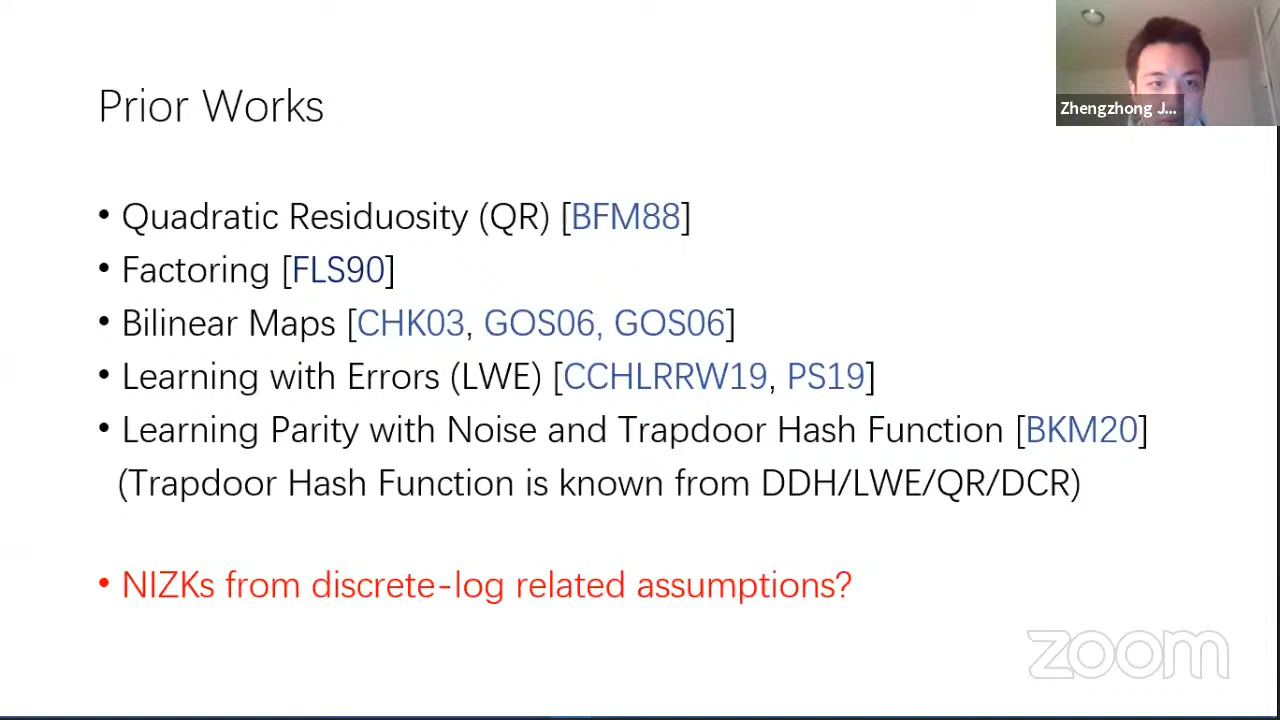 Zhengzhong J...
Prior Works
• Quadratic Residuosity (QR) [BFM88]
• Factoring [FLS90]
• Bilinear Maps [CHK03, GOS06, GOS06]
• Learning with Errors (LWE) [CCHLRRW19, PS19]
• Learning Parity with Noise and Trapdoor Hash Function [BKM20]
(Trapdoor Hash Function is known from DDH/LWE/QR/DCR)
• NIZKs from discrete-log related assumptions?
zoom